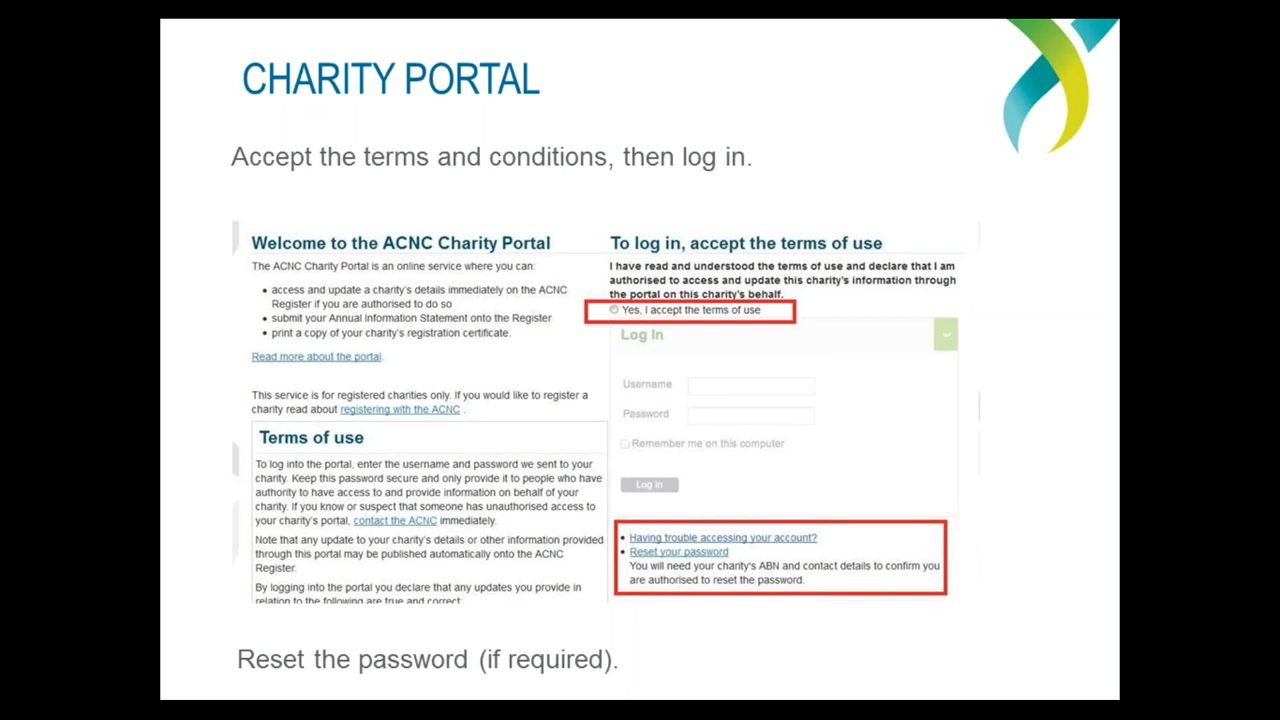 CHARITY PORTAL
Accept the terms and conditions, then log in.
Welcome to the ACNC Charity Portal
The ACNC Charity Portal is an online service where you can:
• access and update a charity's details immediately on the ACNC
Register if you are authorised to do so
• submit your Annual Information Statement onto the Register
• print a copy of your charity's registration certificate.
Read more about the portal.
This service is for registered charities only. If you would like to register a
charity read about registering with the ACNC .
Terms of use
To log into the portal, enter the username and password we sent to your
charity. Keep this password secure and only provide it to people who have
authority to have access to and provide information on behalf of your
charity. If you know or suspect that someone has unauthorised access to
your charity's portal, contact the ACNC immediately.
Note that any update to your charity's details or other information provided
through this portal may be published automatically onto the ACNC
Register.
By logging into the portal you declare that any updates you provide in
relation to the following are true and correct:
To log in, accept the terms of use
I have read and understood the terms of use and declare that I am
authorised to access and update this charity's information through
the portal on this charity's behalf.
Yes, I accept the terms of use
Log In
Username
Password
Remember me on this computer
Log In
• Having trouble accessing your account?
• Reset your password
You will need your charity's ABN and contact details to confirm you
are authorised to reset the password.
Reset the password (if required).